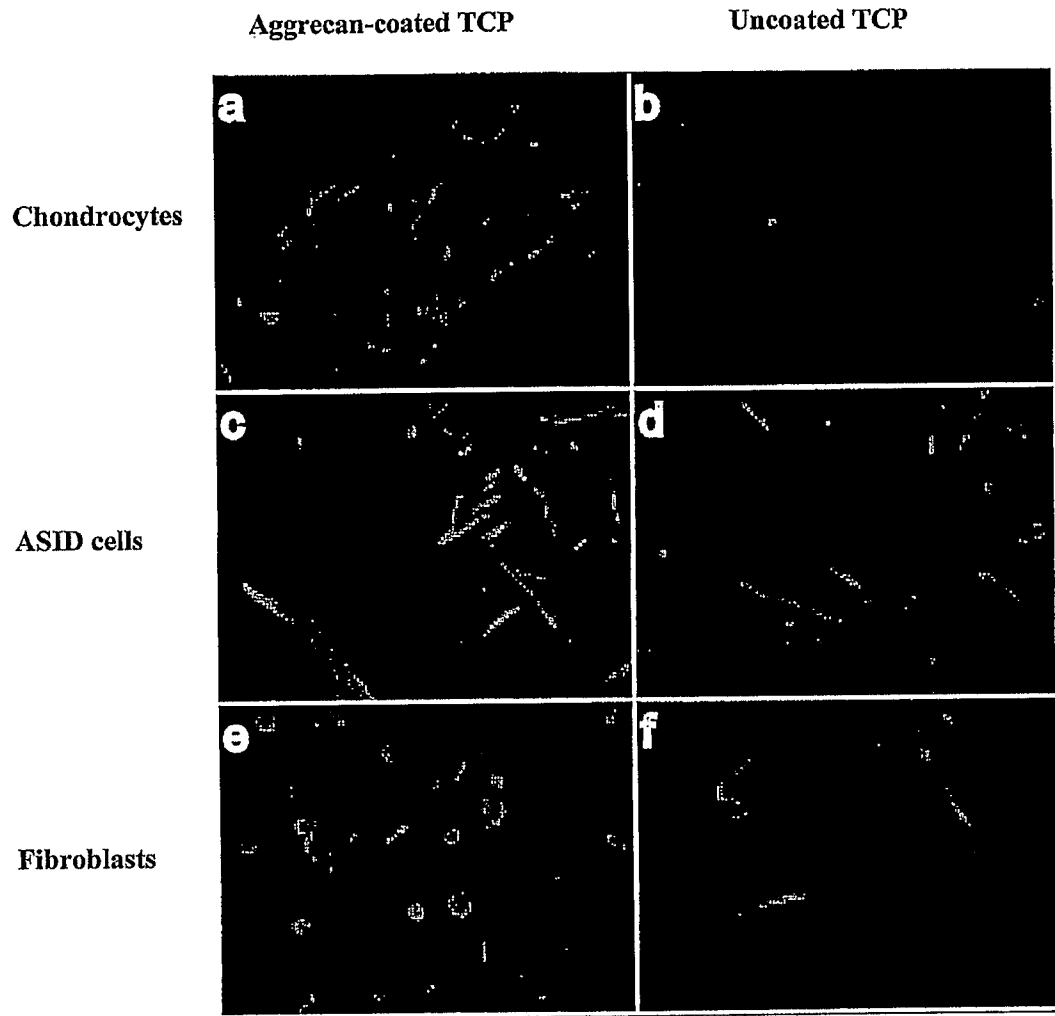 Aggrecan-coated TCP
Uncoated TCP
a
b
Chondrocytes
c
d
ASID cells
e
f
Fibroblasts